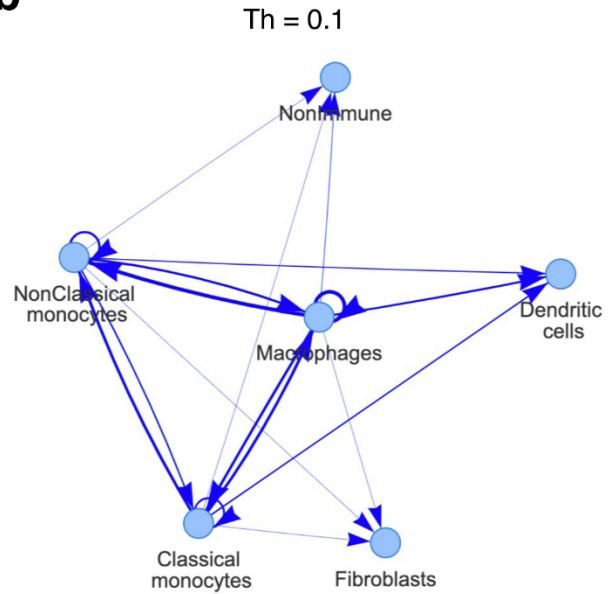 b
Th = 0.1
NonImmune
NonClassical
monocytes
Dendritic
cells
Macrophages
Classical
monocytes
Fibroblasts